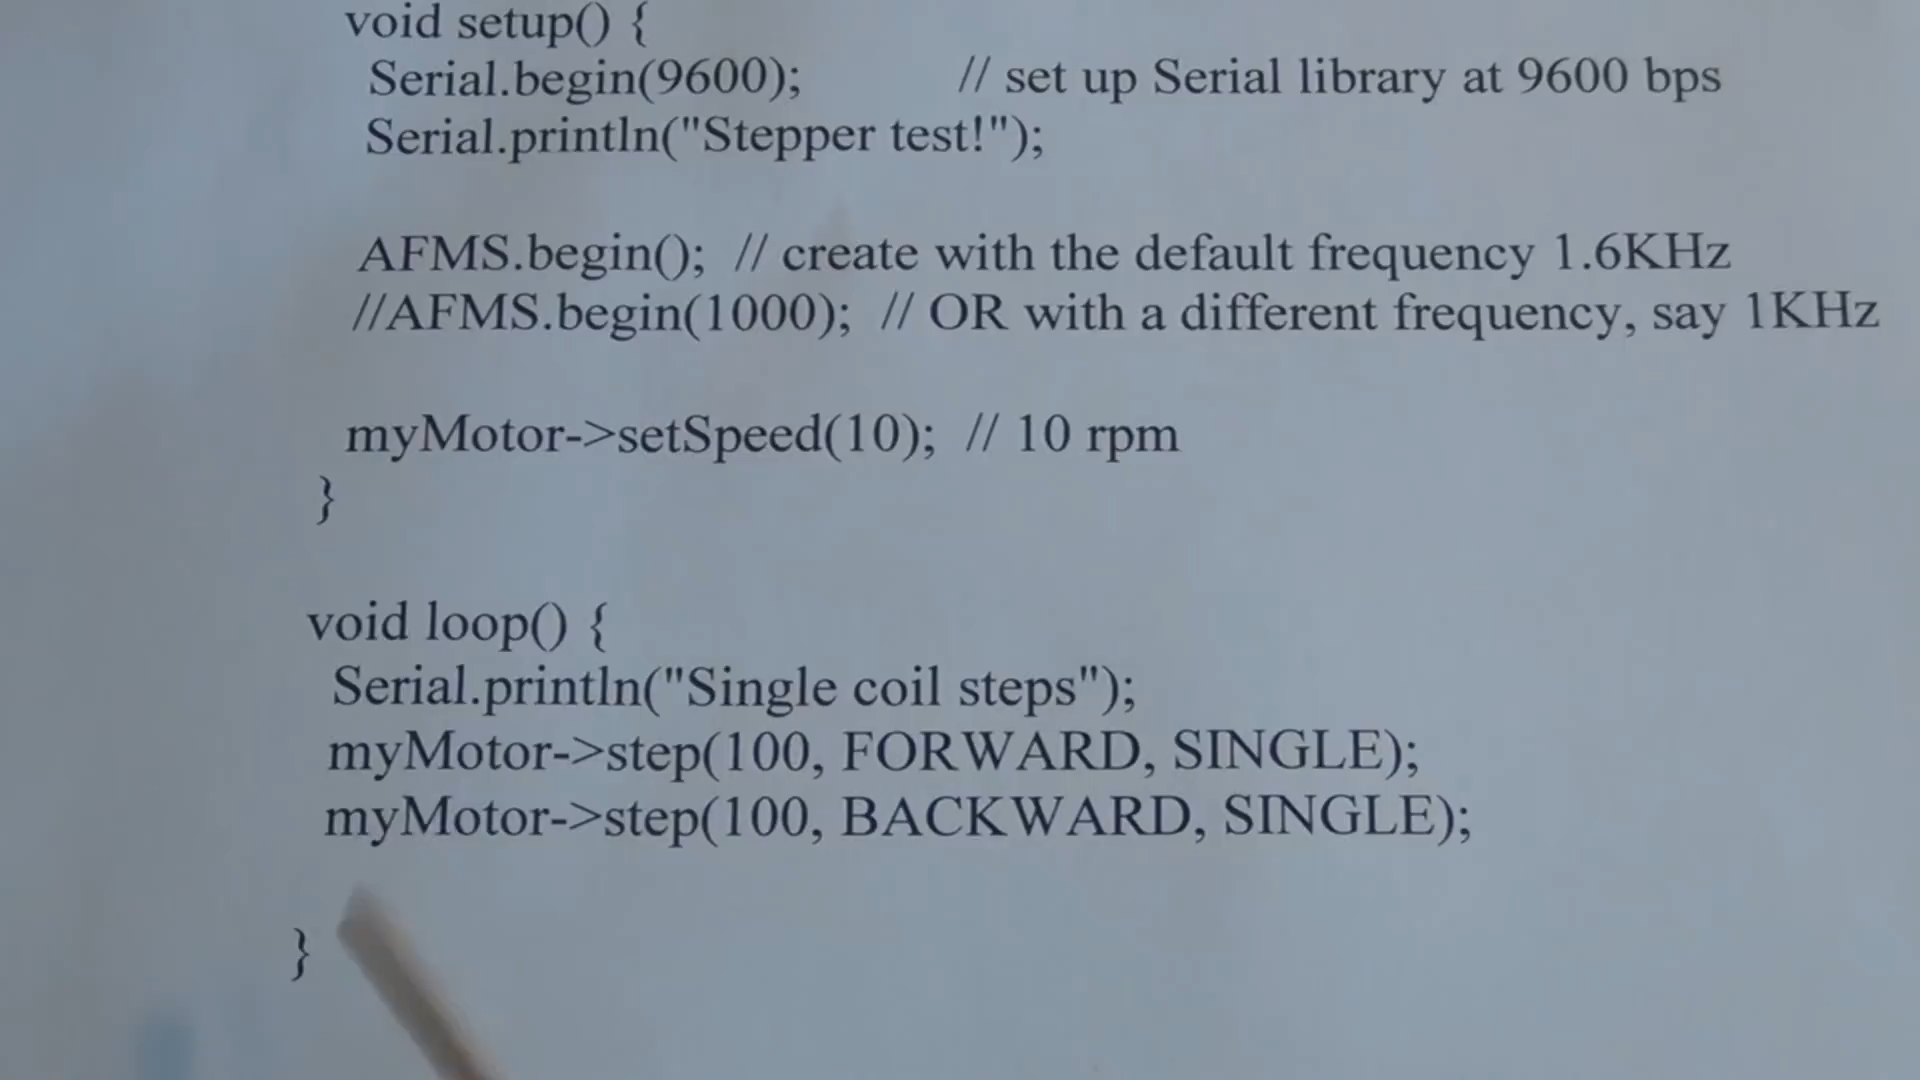 void setup() {
Serial.begin(9600); // set up Serial library at 9600 bps
Serial.println("Stepper test!");
AFMS.begin(); // create with the default frequency 1.6KHz
//AFMS.begin(1000); // OR with a different frequency, say 1KHz
myMotor->setSpeed(10); // 10 rpm
}
void loop() {
Serial.println("Single coil steps");
myMotor->step(100, FORWARD, SINGLE);
myMotor->step(100, BACKWARD, SINGLE);
}